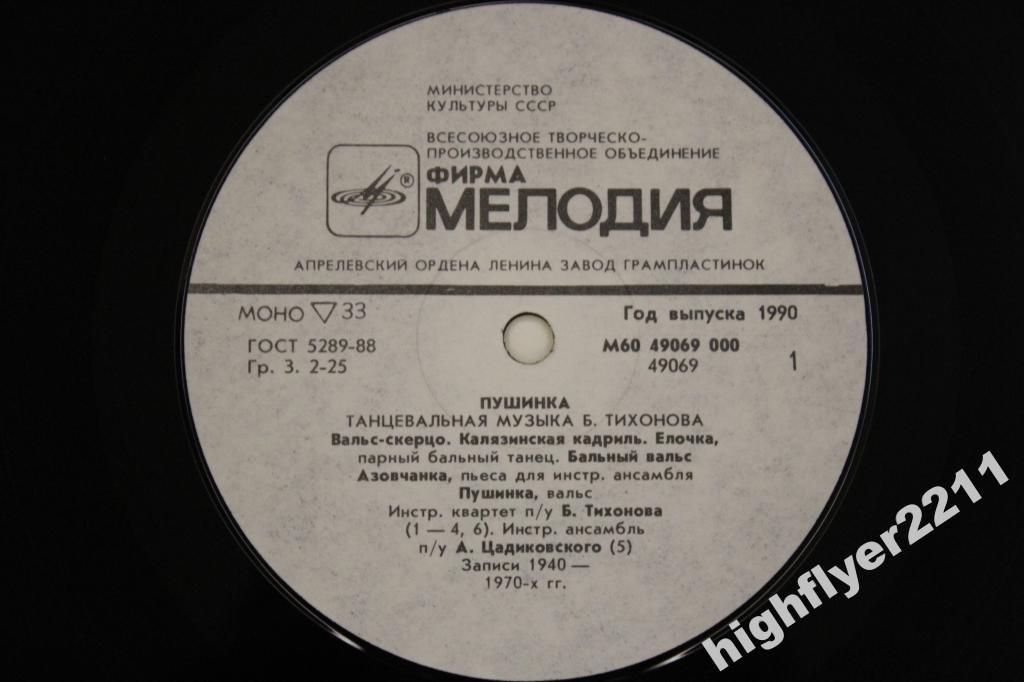 МИНИСТЕРСТВО
КУЛЬТУРЫ СССР
ВСЕСОЮЗНОЕ ТВОРЧЕСКО-
ПРОИЗВОДСТВЕННОЕ ОБЪЕДИНЕНИЕ
ФИРМА
®
МЕЛОДИЯ
АПРЕЛЕВСКИЙ ОРДЕНА ЛЕНИНА ЗАВОД ГРАМПЛАСТИНОК
МОНО ▽ 33
Год выпуска 1990
ГОСТ 5289-88
М60 49069 000
Гр. 3. 2-25
49069
1
ПУШИНКА
ТАНЦЕВАЛЬНАЯ МУЗЫКА Б. ТИХОНОВА
Вальс-скерцо. Калязинская кадриль. Елочка,
парный бальный танец. Бальный вальс
Азовчанка, пьеса для инстр. ансамбля
Пушинка, вальс
Инстр. квартет п/у Б. Тихонова
(1 — 4, 6). Инстр. ансамбль
п/у А. Цадиковского (5)
Записи 1940 —
1970-х гг.
highflyer2211